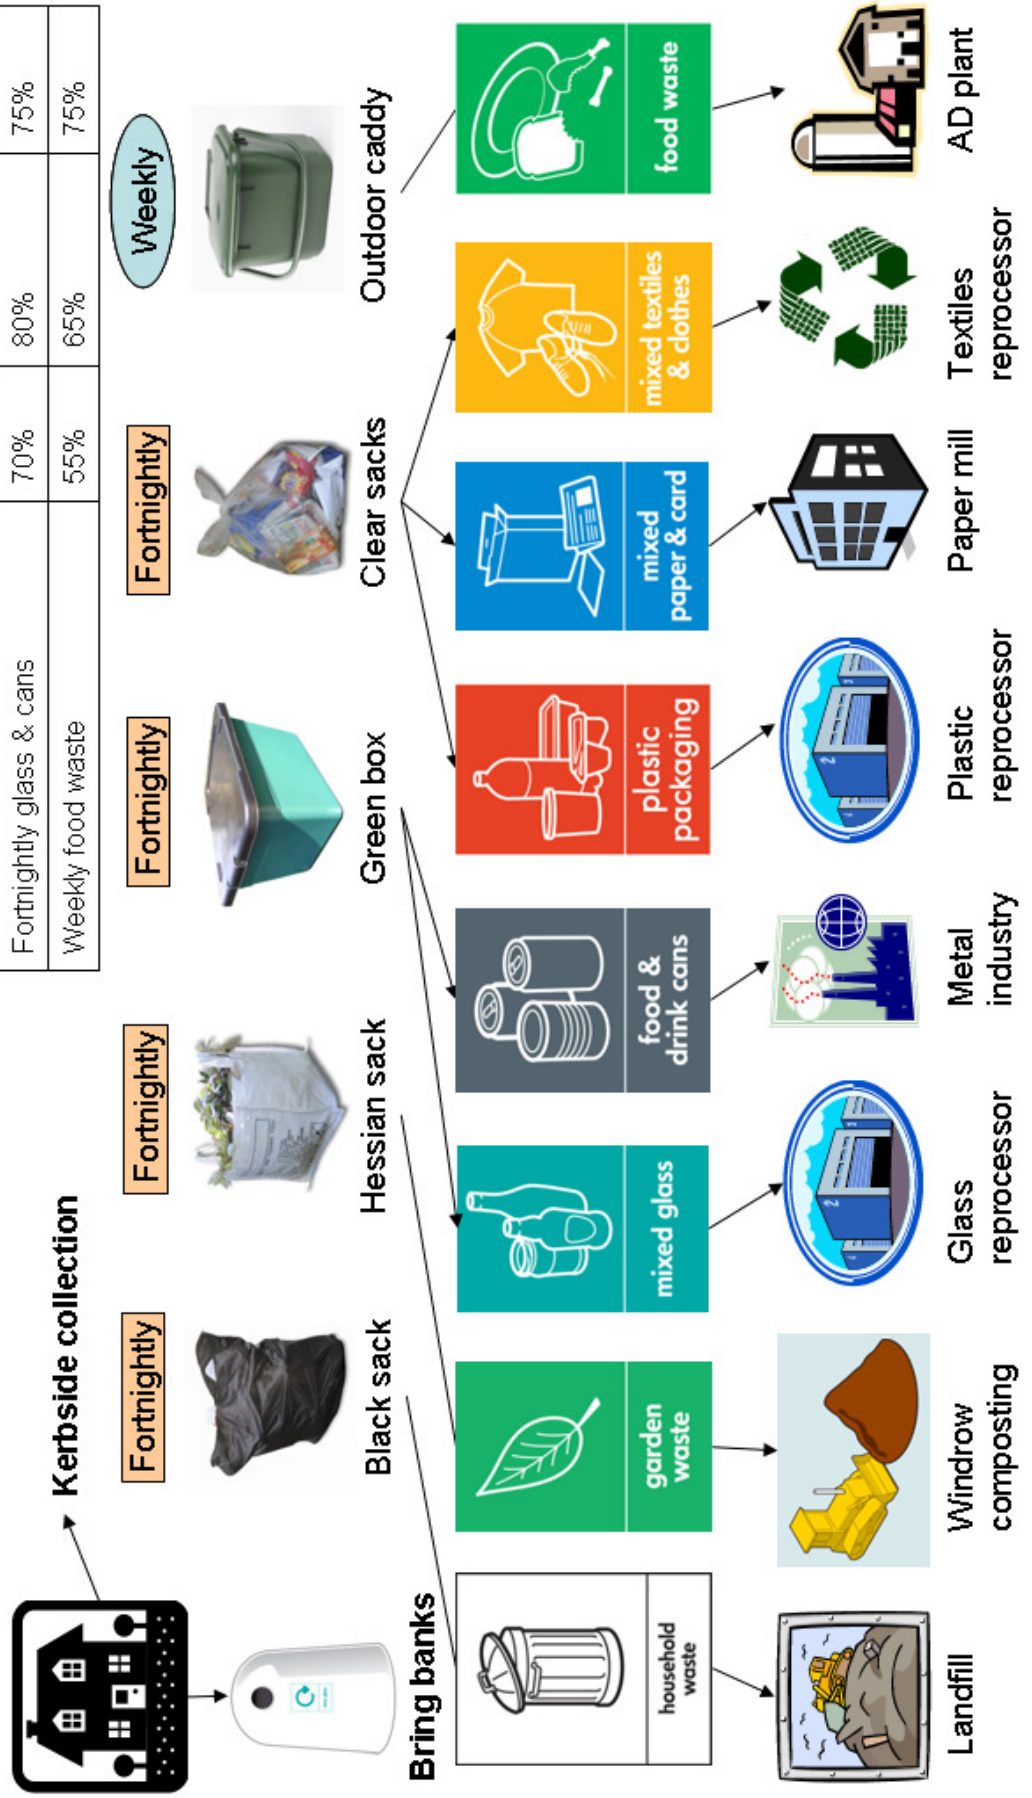 Fortnightly glass & cans 70% 80% 75%
Weekly food waste 55% 65% 75%
Kerbside collection
Fortnightly
Fortnightly
Fortnightly
Fortnightly
Weekly
Bring banks
Black sack
Hessian sack
Green box
Clear sacks
Outdoor caddy
household
waste
garden
waste
mixed glass
food &
drink cans
plastic
packaging
mixed
paper & card
mixed textiles
& clothes
food waste
Landfill
Windrow
composting
Glass
reprocessor
Metal
industry
Plastic
reprocessor
Paper mill
Textiles
reprocessor
AD plant